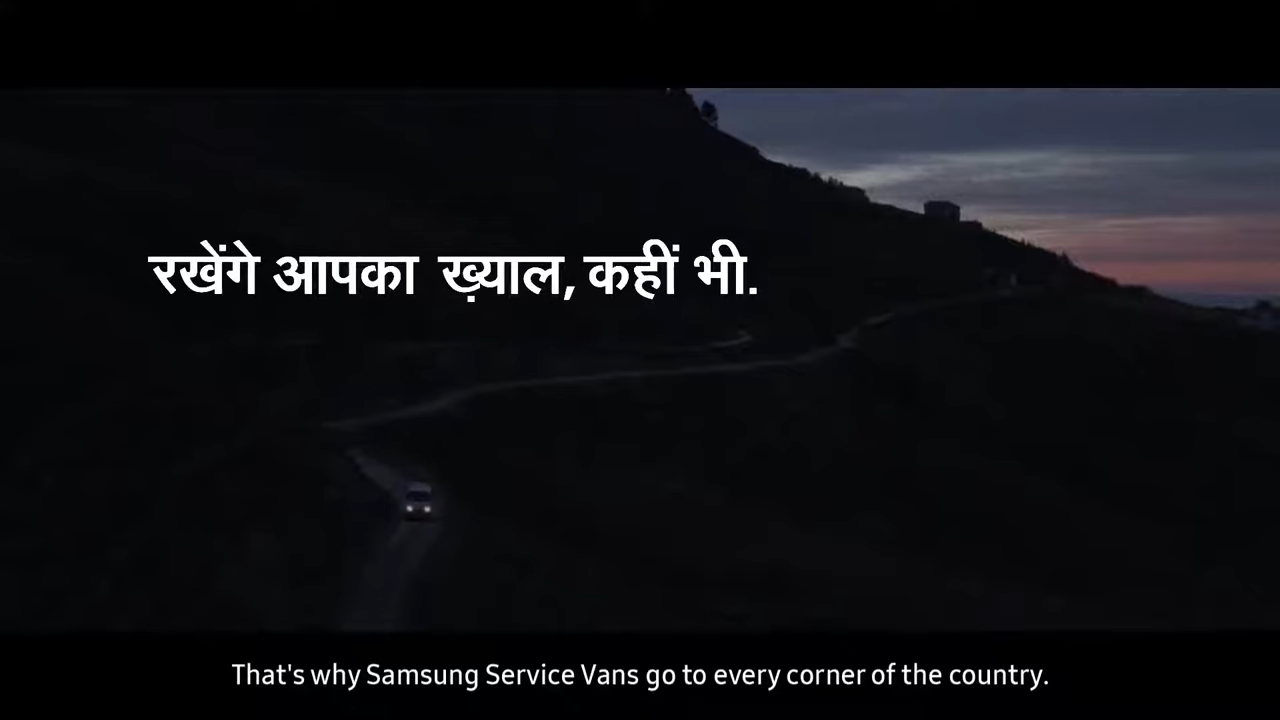 रखेंगे आपका ख़्याल, कहीं भी.
That's why Samsung Service Vans go to every corner of the country.